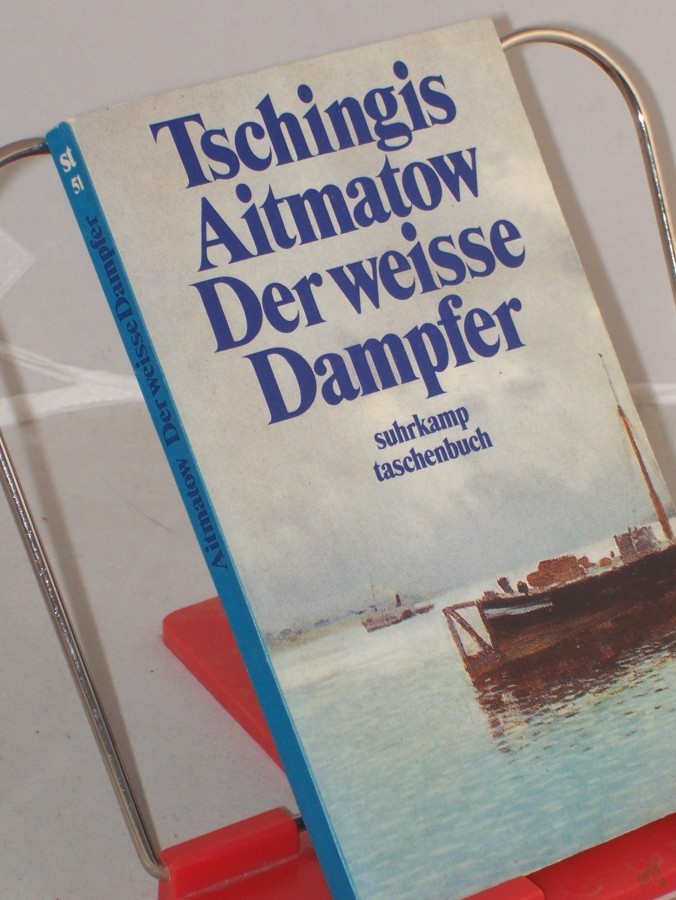 Tschingis
Aitmatow
Der weisse
Dampfer
suhrkamp
taschenbuch
st
51
Aitmatow Der weisse Dampfer